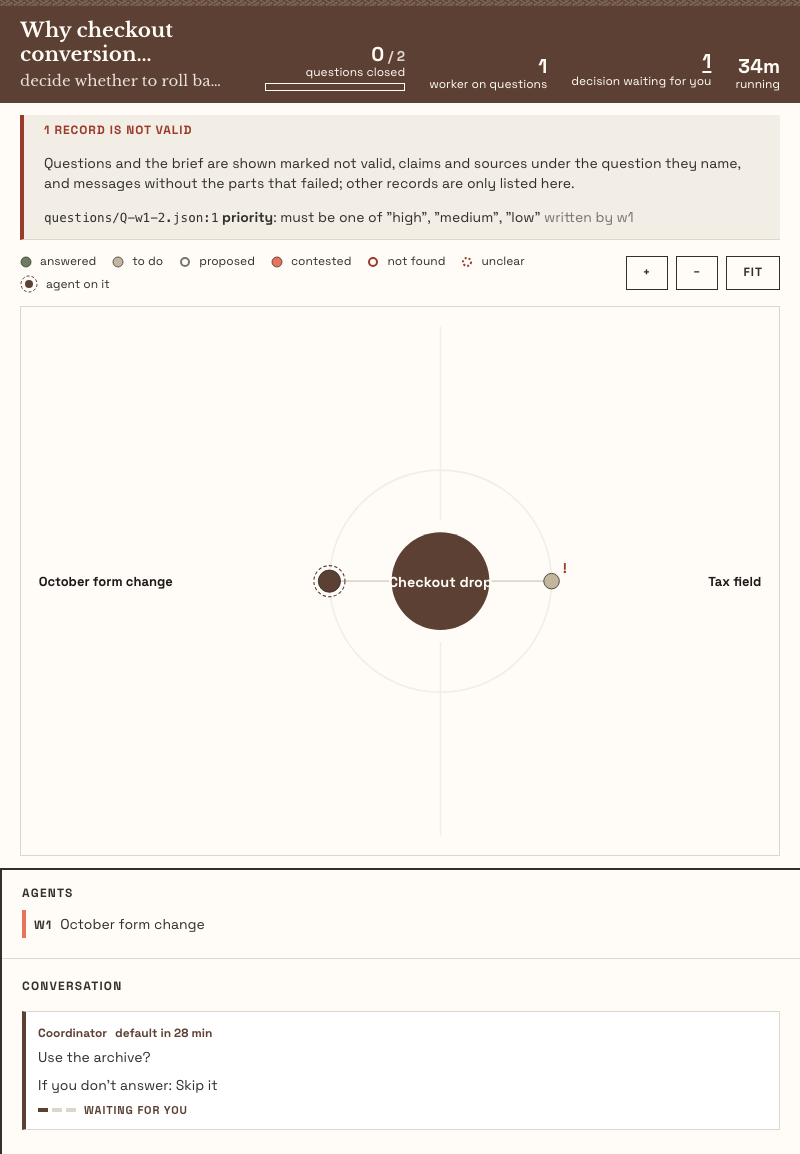 Why checkout
conversion…
decide whether to roll ba…
0 / 2
questions closed
1
worker on questions
1
decision waiting for you
34m
running
1 RECORD IS NOT VALID
Questions and the brief are shown marked not valid, claims and sources under the question they name,
and messages without the parts that failed; other records are only listed here.
questions/Q-w1-2.json:1 priority: must be one of ”high”, ”medium”, ”low” written by w1
answered
to do
proposed
contested
not found
unclear
agent on it
+
−
FIT
October form change
Checkout drop
!
Tax field
AGENTS
W1 October form change
CONVERSATION
Coordinator default in 28 min
Use the archive?
If you don’t answer: Skip it
WAITING FOR YOU